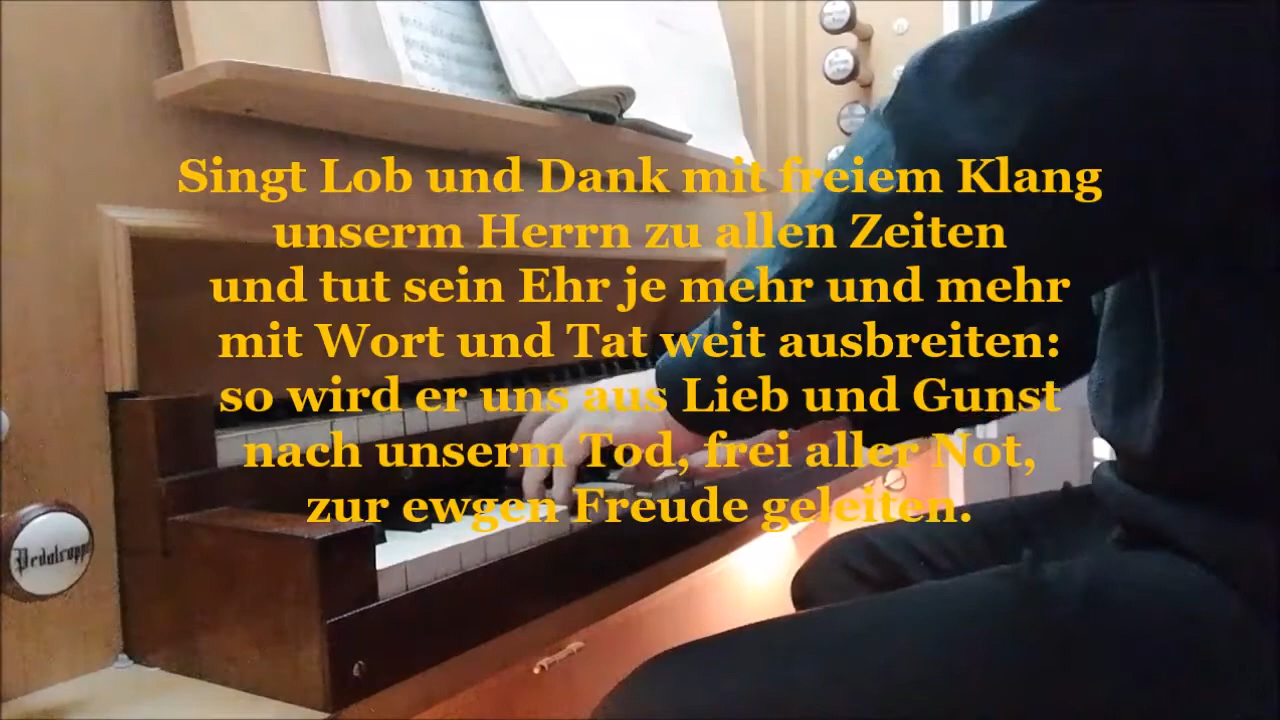 Singt Lob und Dank mit freiem Klang
unserm Herrn zu allen Zeiten
und tut sein Ehr je mehr und mehr
mit Wort und Tat weit ausbreiten:
so wird er uns aus Lieb und Gunst
nach unserm Tod, frei aller Not,
zur ewgen Freude geleiten.